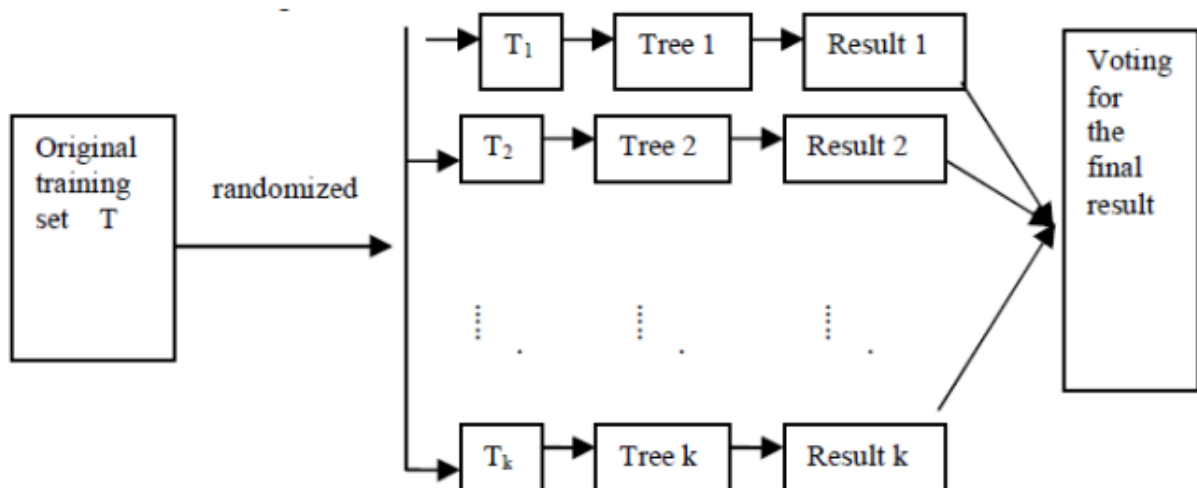 Original
training
set T
randomized
T₁
Tree 1
Result 1
T₂
Tree 2
Result 2
Tₖ
Tree k
Result k
Voting
for
the
final
result